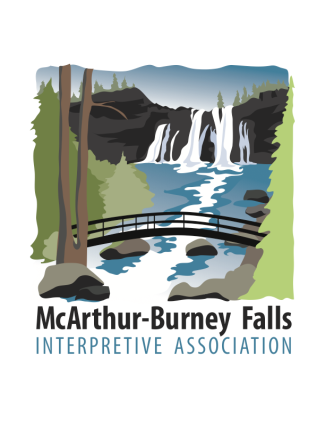 McArthur-Burney Falls
INTERPRETIVE ASSOCIATION